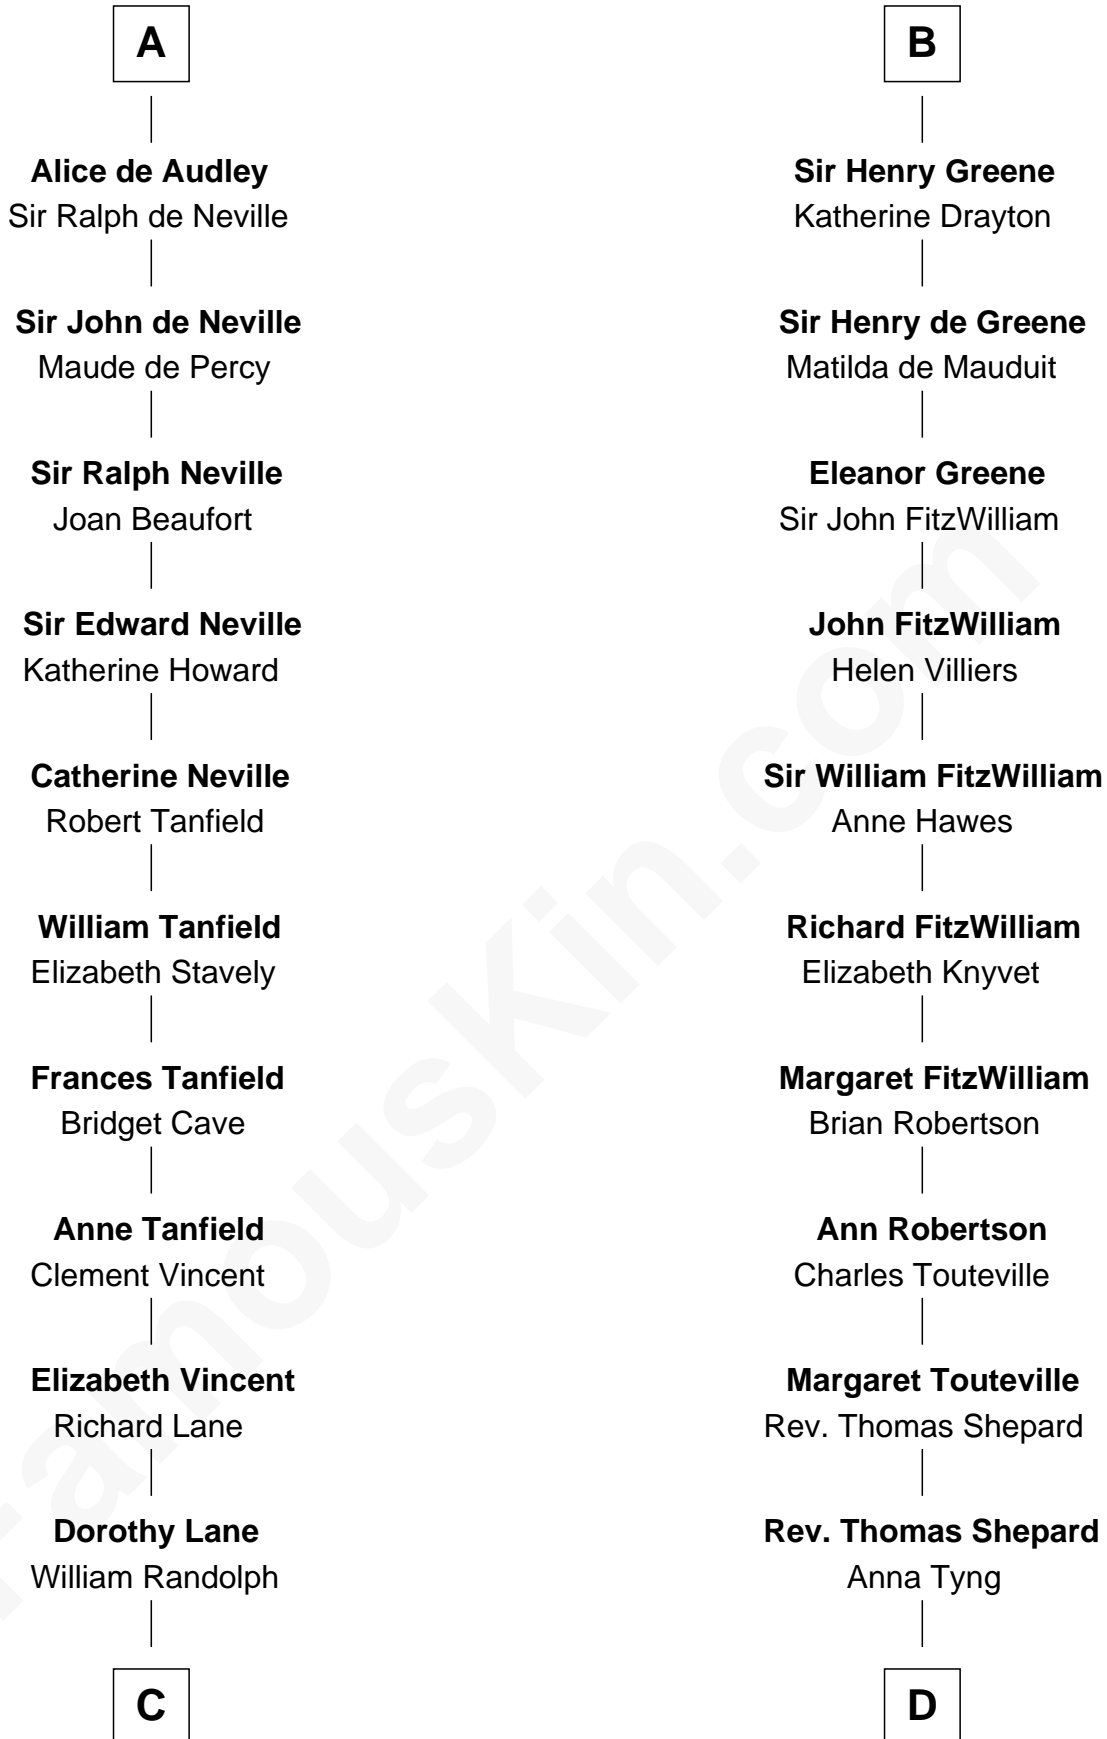 A
Alice de Audley
Sir Ralph de Neville
Sir John de Neville
Maude de Percy
Sir Ralph Neville
Joan Beaufort
Sir Edward Neville
Katherine Howard
Catherine Neville
Robert Tanfield
William Tanfield
Elizabeth Stavely
Frances Tanfield
Bridget Cave
Anne Tanfield
Clement Vincent
Elizabeth Vincent
Richard Lane
Dorothy Lane
William Randolph
C
B
Sir Henry Greene
Katherine Drayton
Sir Henry de Greene
Matilda de Mauduit
Eleanor Greene
Sir John FitzWilliam
John FitzWilliam
Helen Villiers
Sir William FitzWilliam
Anne Hawes
Richard FitzWilliam
Elizabeth Knyvet
Margaret FitzWilliam
Brian Robertson
Ann Robertson
Charles Touteville
Margaret Touteville
Rev. Thomas Shepard
Rev. Thomas Shepard
Anna Tyng
D
FamousKin.com